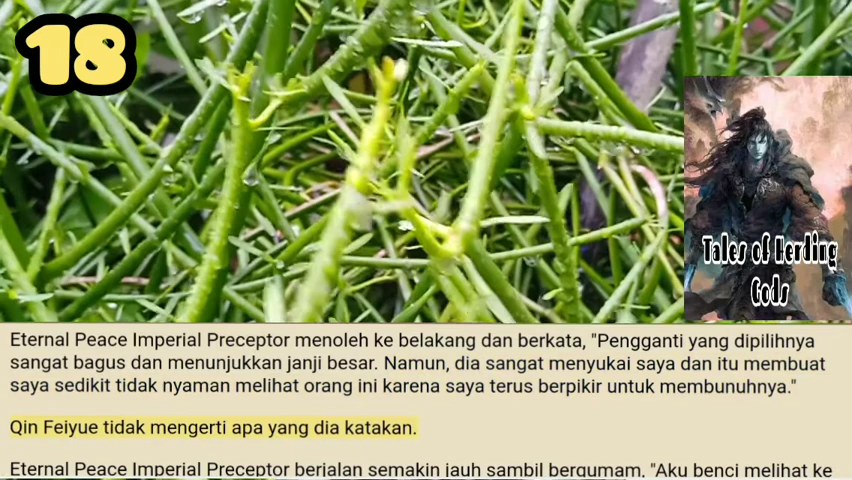 18
Tales of Herding
Gods
Eternal Peace Imperial Preceptor menoleh ke belakang dan berkata, "Pengganti yang dipilihnya
sangat bagus dan menunjukkan janji besar. Namun, dia sangat menyukai saya dan itu membuat
saya sedikit tidak nyaman melihat orang ini karena saya terus berpikir untuk membunuhnya."
Qin Feiyue tidak mengerti apa yang dia katakan.
Eternal Peace Imperial Preceptor berjalan semakin jauh sambil bergumam, "Aku benci melihat ke